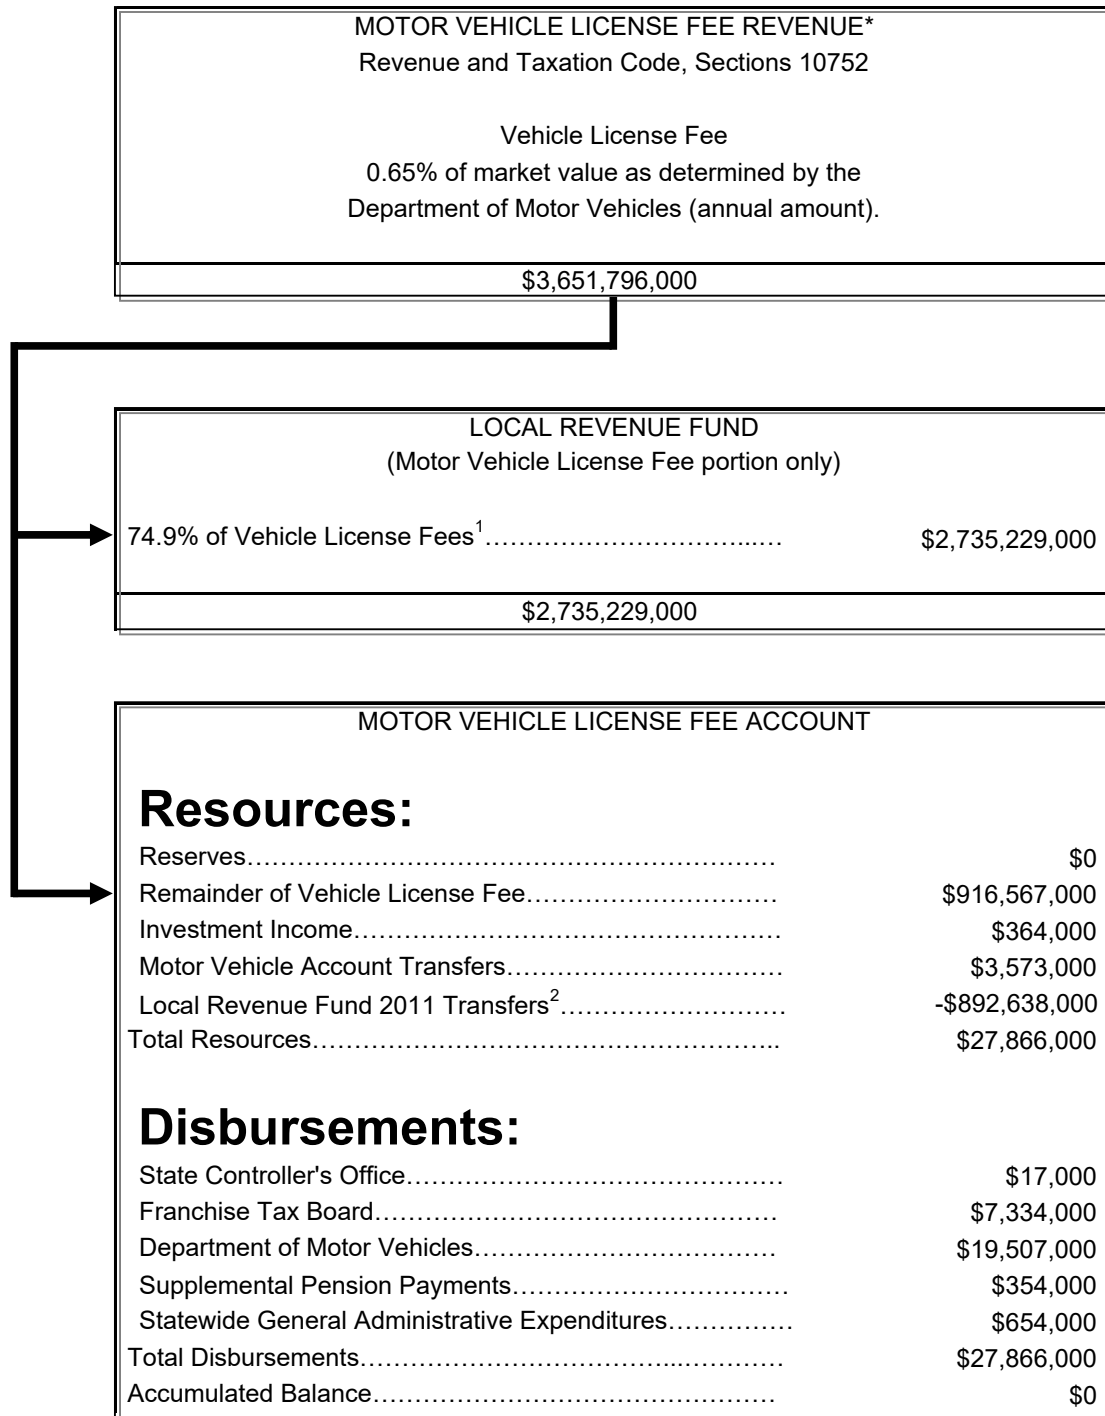 MOTOR VEHICLE LICENSE FEE REVENUE*
Revenue and Taxation Code, Sections 10752
Vehicle License Fee
0.65% of market value as determined by the
Department of Motor Vehicles (annual amount).
$3,651,796,000
LOCAL REVENUE FUND
(Motor Vehicle License Fee portion only)
74.9% of Vehicle License Fees¹…………………………...… $2,735,229,000
$2,735,229,000
MOTOR VEHICLE LICENSE FEE ACCOUNT
Resources:
Reserves……………………………………………………… $0
Remainder of Vehicle License Fee………………………… $916,567,000
Investment Income…………………………………………… $364,000
Motor Vehicle Account Transfers…………………………… $3,573,000
Local Revenue Fund 2011 Transfers²……………………… -$892,638,000
Total Resources……………………………………………….. $27,866,000
Disbursements:
State Controller's Office……………………………………… $17,000
Franchise Tax Board………………………………………… $7,334,000
Department of Motor Vehicles……………………………… $19,507,000
Supplemental Pension Payments…………………………… $354,000
Statewide General Administrative Expenditures…………… $654,000
Total Disbursements………………………………...………… $27,866,000
Accumulated Balance………………………………………… $0